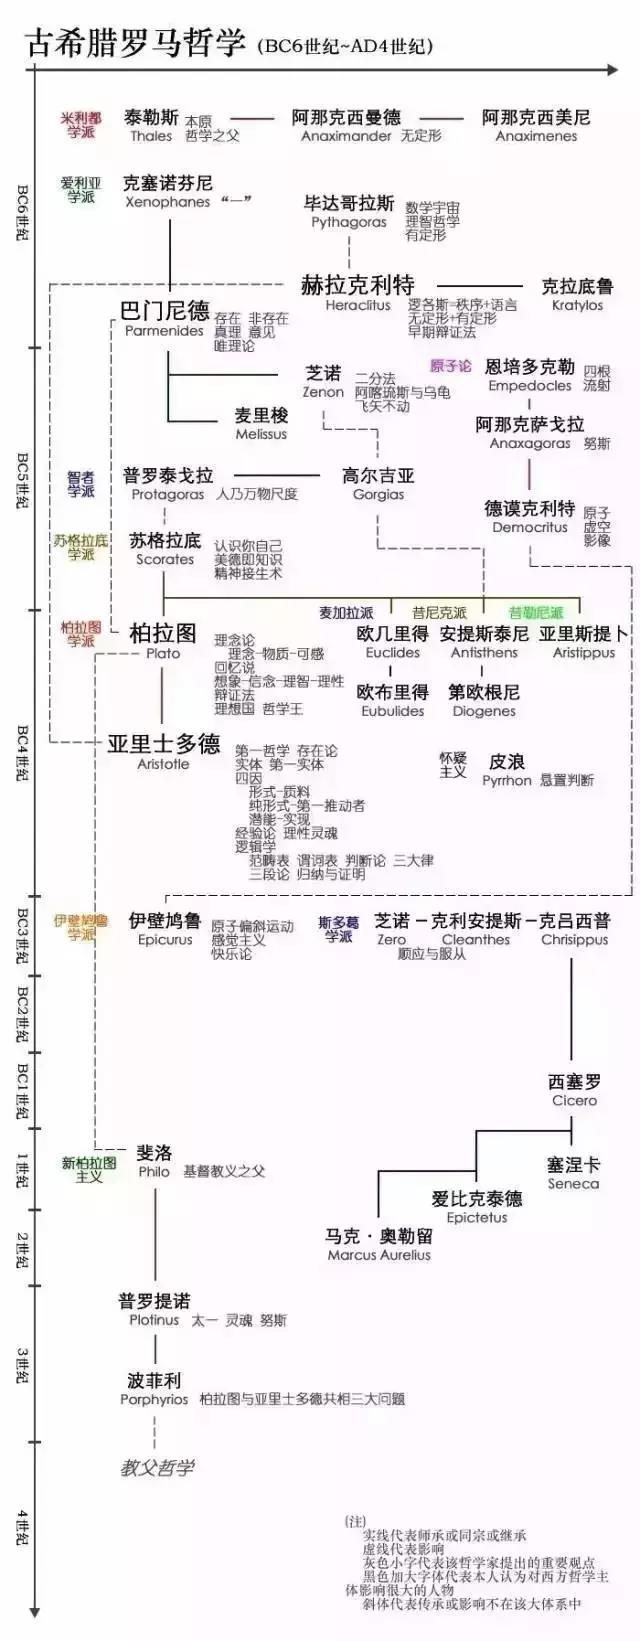 古希腊罗马哲学 (BC6世纪~AD4世纪)
米利都
学派
泰勒斯 本原
Thales 哲学之父
阿那克西曼德
Anaximander 无定形
阿那克西美尼
Anaximenes
BC6世纪
爱利亚
学派
克塞诺芬尼
Xenophanes “一”
毕达哥拉斯
Pythagoras
数学宇宙
理智哲学
有定形
赫拉克利特
Heraclitus
逻各斯=秩序+语言
无定形+有定形
早期辩证法
克拉底鲁
Kratylos
巴门尼德
Parmenides
存在 非存在
真理 意见
唯理论
BC5世纪
芝诺
Zenon
二分法
阿喀琉斯与乌龟
飞矢不动
原子论
恩培多克勒
Empedocles
四根
流射
麦里梭
Melissus
阿那克萨戈拉
Anaxagoras 努斯
智者
学派
普罗泰戈拉
Protagoras 人乃万物尺度
高尔吉亚
Gorgias
德谟克利特
Democritus
原子
虚空
影像
苏格拉底
学派
苏格拉底
Scorates
认识你自己
美德即知识
精神接生术
BC4世纪
柏拉图
学派
柏拉图
Plato
理念论
理念-物质-可感
回忆说
想象-信念-理智-理性
辩证法
理想国 哲学王
麦加拉派
欧几里得
Euclides
欧布里得
Eubulides
昔尼克派
安提斯泰尼
Antisthens
第欧根尼
Diogenes
昔勒尼派
亚里斯提卜
Aristippus
亚里士多德
Aristotle
第一哲学 存在论
实体 第一实体
四因
形式-质料
纯形式-第一推动者
潜能-实现
经验论 理性灵魂
逻辑学
范畴表 谓词表 判断论 三大律
三段论 归纳与证明
怀疑
主义
皮浪
Pyrrhon 悬置判断
BC3世纪
伊壁鸠鲁
学派
伊壁鸠鲁
Epicurus
原子偏斜运动
感觉主义
快乐论
斯多葛
学派
芝诺－克利安提斯－克吕西普
Zero Cleanthes Chrisippus
顺应与服从
BC2世纪
BC1世纪
西塞罗
Cicero
1世纪
新柏拉图
主义
斐洛
Philo 基督教义之父
塞涅卡
Seneca
爱比克泰德
Epictetus
2世纪
马克·奥勒留
Marcus Aurelius
3世纪
普罗提诺
Plotinus 太一 灵魂 努斯
波菲利
Porphyrios 柏拉图与亚里士多德共相三大问题
教父哲学
4世纪
(注)
实线代表师承或同宗或继承
虚线代表影响
灰色小字代表该哲学家提出的重要观点
黑色加大字体代表本人认为对西方哲学主
体影响很大的人物
斜体代表传承或影响不在该大体系中